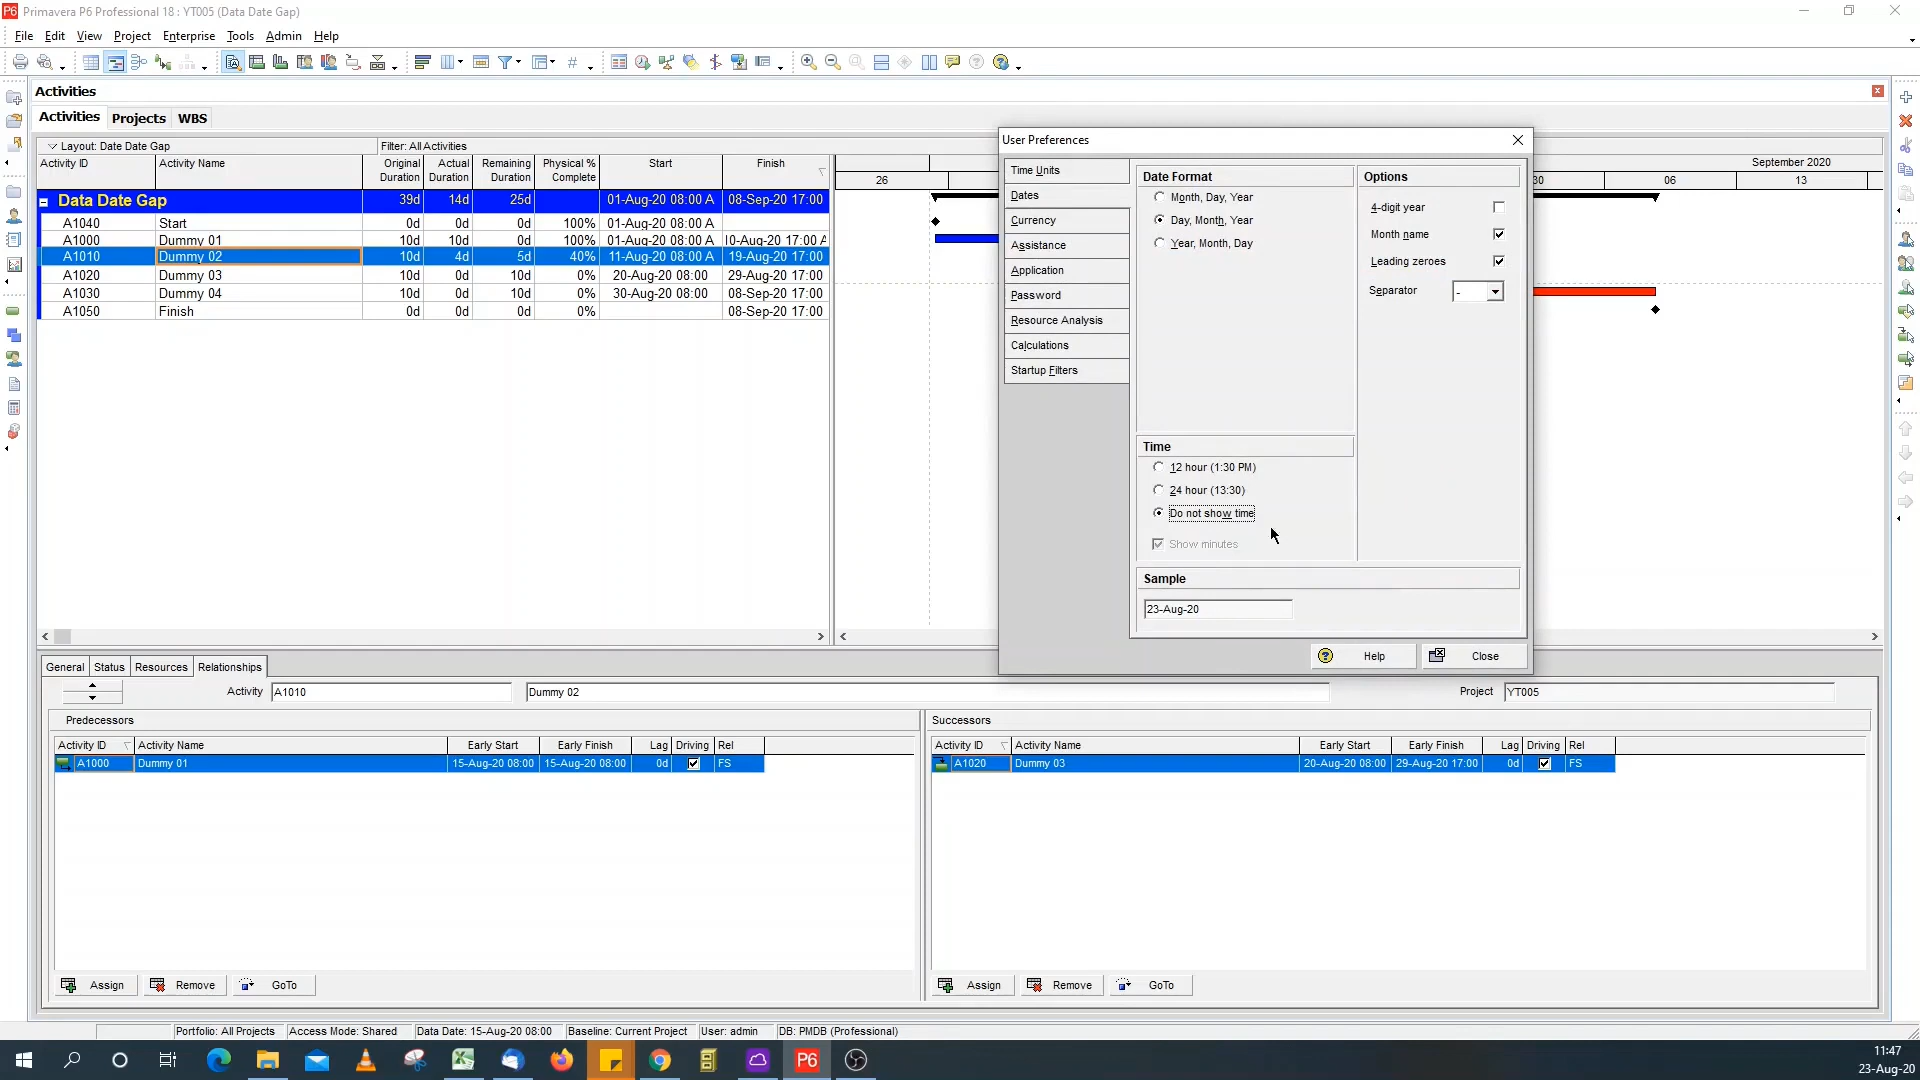 Primavera P6 Professional 18 : YT005 (Data Date Gap)
File Edit View Project Enterprise Tools Admin Help
Activities
Activities Projects WBS
Layout: Date Date Gap Filter: All Activities
Activity ID Activity Name Original Duration Actual Duration Remaining Duration Physical % Complete Start Finish
September 2020
26 30 06 13
Data Date Gap 39d 14d 25d 01-Aug-20 08:00 A 08-Sep-20 17:00
A1040 Start 0d 0d 0d 100% 01-Aug-20 08:00 A
A1000 Dummy 01 10d 10d 0d 100% 01-Aug-20 08:00 A 10-Aug-20 17:00 A
A1010 Dummy 02 10d 4d 5d 40% 11-Aug-20 08:00 A 19-Aug-20 17:00
A1020 Dummy 03 10d 0d 10d 0% 20-Aug-20 08:00 29-Aug-20 17:00
A1030 Dummy 04 10d 0d 10d 0% 30-Aug-20 08:00 08-Sep-20 17:00
A1050 Finish 0d 0d 0d 0% 08-Sep-20 17:00
User Preferences
Time Units
Dates
Currency
Assistance
Application
Password
Resource Analysis
Calculations
Startup Filters
Date Format
Month, Day, Year
Day, Month, Year
Year, Month, Day
Options
4-digit year
Month name
Leading zeroes
Separator -
Time
12 hour (1:30 PM)
24 hour (13:30)
Do not show time
Show minutes
Sample
23-Aug-20
Help Close
General Status Resources Relationships
Activity A1010 Dummy 02 Project YT005
Predecessors
Activity ID Activity Name Early Start Early Finish Lag Driving Rel
A1000 Dummy 01 15-Aug-20 08:00 15-Aug-20 08:00 0d FS
Successors
Activity ID Activity Name Early Start Early Finish Lag Driving Rel
A1020 Dummy 03 20-Aug-20 08:00 29-Aug-20 17:00 0d FS
Assign Remove GoTo
Assign Remove GoTo
Portfolio: All Projects Access Mode: Shared Data Date: 15-Aug-20 08:00 Baseline: Current Project User: admin DB: PMDB (Professional)
P6
11:47
23-Aug-20